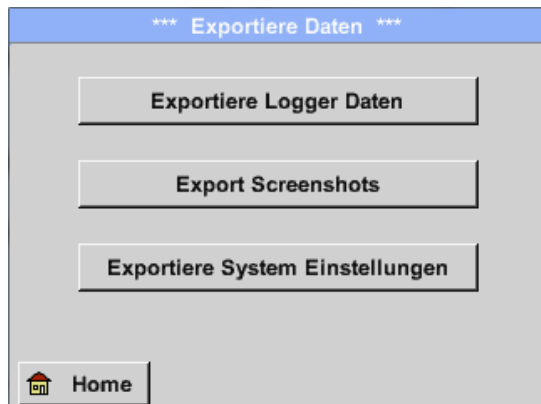 *** Exportiere Daten ***
Exportiere Logger Daten
Export Screenshots
Exportiere System Einstellungen
Home